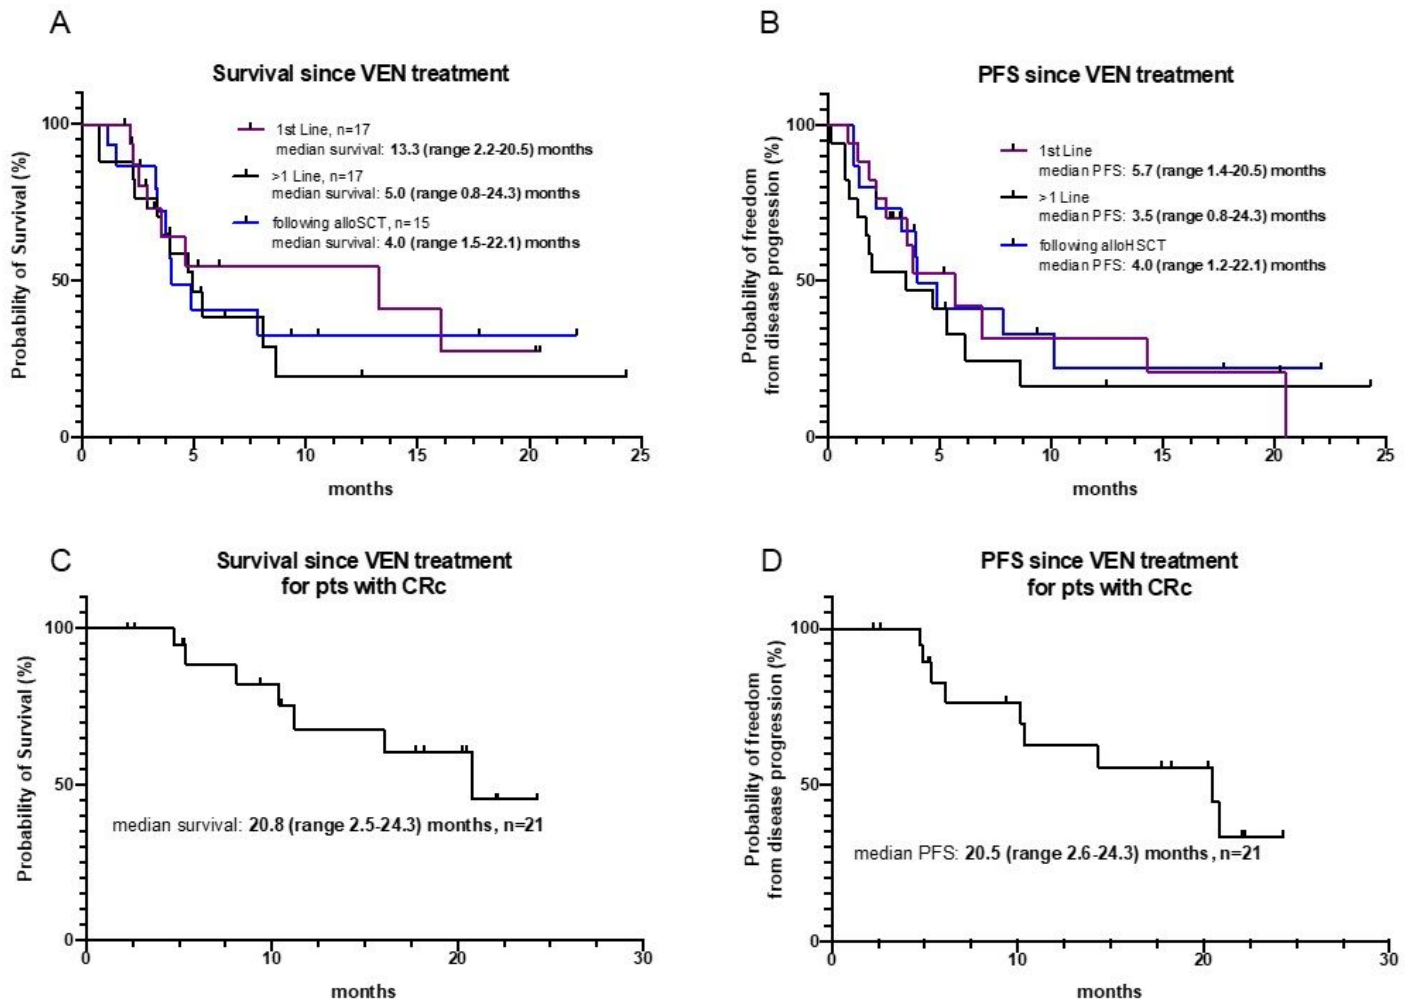 A
Survival since VEN treatment
Probability of Survival (%)
100
50
0
1st Line, n=17
median survival: 13.3 (range 2.2-20.5) months
>1 Line, n=17
median survival: 5.0 (range 0.8-24.3) months
following alloSCT, n=15
median survival: 4.0 (range 1.5-22.1) months
0 5 10 15 20 25
months
B
PFS since VEN treatment
Probability of freedom
from disease progression (%)
100
50
0
1st Line
median PFS: 5.7 (range 1.4-20.5) months
>1 Line
median PFS: 3.5 (range 0.8-24.3) months
following alloHSCT
median PFS: 4.0 (range 1.2-22.1) months
0 5 10 15 20 25
months
C
Survival since VEN treatment
for pts with CRc
Probability of Survival (%)
100
50
0
median survival: 20.8 (range 2.5-24.3) months, n=21
0 10 20 30
months
D
PFS since VEN treatment
for pts with CRc
Probability of freedom
from disease progression (%)
100
50
0
median PFS: 20.5 (range 2.6-24.3) months, n=21
0 10 20 30
months